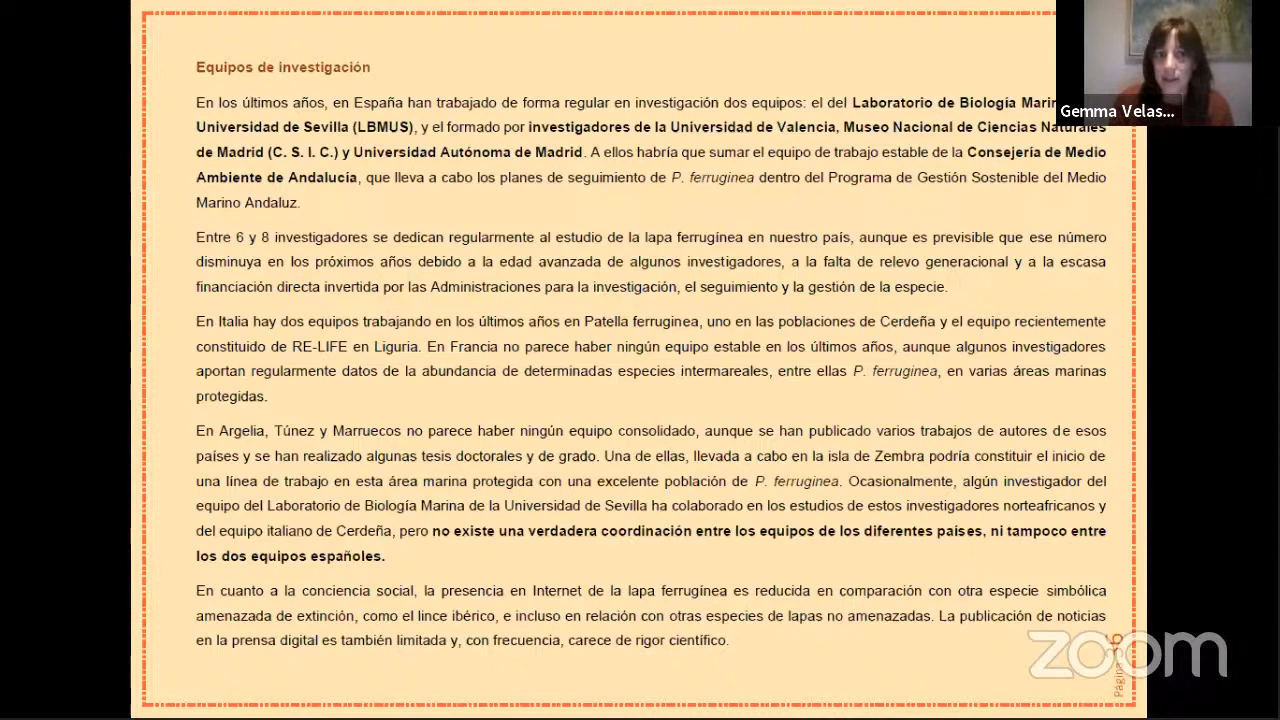 Equipos de investigación
En los últimos años, en España han trabajado de forma regular en investigación dos equipos: el del Laboratorio de Biología
Universidad de Sevilla (LBMUS), y el formado por investigadores de la Universidad de Valencia, Museo Nacional de Ciencias Naturales
de Madrid (C. S. I. C.) y Universidad Autónoma de Madrid. A ellos habría que sumar el equipo de trabajo estable de la Consejería de Medio
Ambiente de Andalucía, que lleva a cabo los planes de seguimiento de P. ferruginea dentro del Programa de Gestión Sostenible del Medio
Marino Andaluz.
Entre 6 y 8 investigadores se dedican regularmente al estudio de la lapa ferrugínea en nuestro país, aunque es previsible que ese número
disminuya en los próximos años debido a la edad avanzada de algunos investigadores, a la falta de relevo generacional y a la escasa
financiación directa invertida por las Administraciones para la investigación, el seguimiento y la gestión de la especie.
En Italia hay dos equipos trabajando en los últimos años en Patella ferruginea, uno en las poblaciones de Cerdeña y el equipo recientemente
constituido de RE-LIFE en Liguria. En Francia no parece haber ningún equipo estable en los últimos años, aunque algunos investigadores
aportan regularmente datos de la abundancia de determinadas especies intermareales, entre ellas P. ferruginea, en varias áreas marinas
protegidas.
En Argelia, Túnez y Marruecos no parece haber ningún equipo consolidado, aunque se han publicado varios trabajos de autores de esos
países y se han realizado algunas tesis doctorales y de grado. Una de ellas, llevada a cabo en la isla de Zembra podría constituir el inicio de
una línea de trabajo en esta área marina protegida con una excelente población de P. ferruginea. Ocasionalmente, algún investigador del
equipo del Laboratorio de Biología Marina de la Universidad de Sevilla ha colaborado en los estudios de estos investigadores norteafricanos y
del equipo italiano de Cerdeña, pero no existe una verdadera coordinación entre los equipos de los diferentes países, ni tampoco entre
los dos equipos españoles.
En cuanto a la conciencia social, la presencia en Internet de la lapa ferrugínea es reducida en comparación con otra especie simbólica
amenazada de extinción, como el lince ibérico, e incluso en relación con otras especies de lapas no amenazadas. La publicación de noticias
en la prensa digital es también limitada y, con frecuencia, carece de rigor científico.
Página 36
Gemma Velas...
zoom